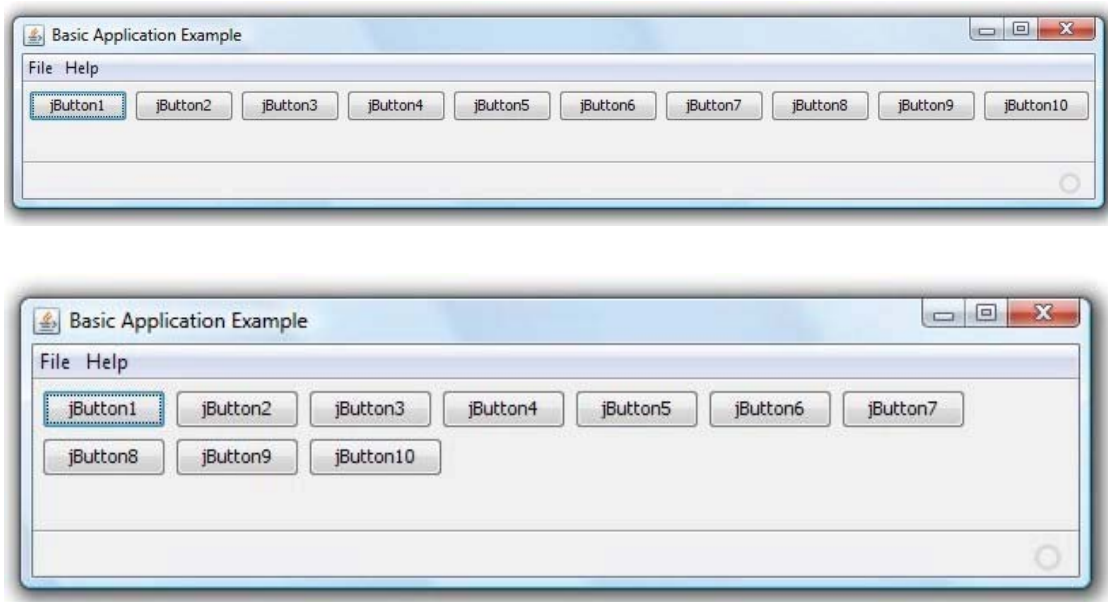 Basic Application Example
File Help
jButton1 jButton2 jButton3 jButton4 jButton5 jButton6 jButton7 jButton8 jButton9 jButton10
Basic Application Example
File Help
jButton1 jButton2 jButton3 jButton4 jButton5 jButton6 jButton7
jButton8 jButton9 jButton10